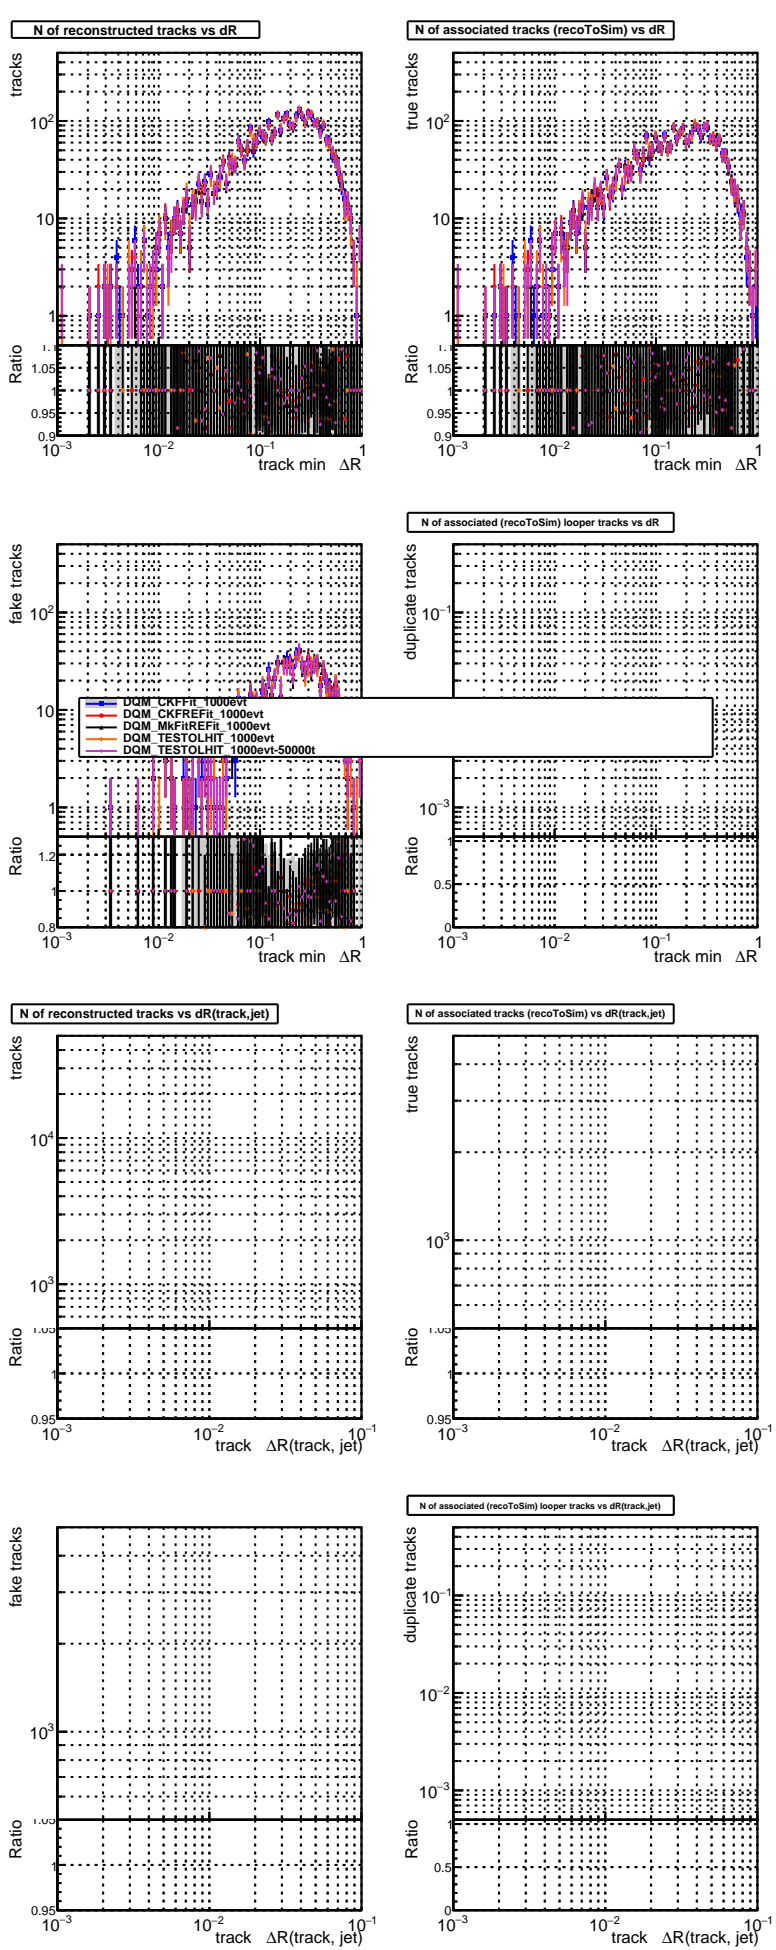 N of reconstructed tracks vs dR
tracks
10²
10
1
Ratio
1.1
1.05
1
0.95
0.9
10⁻³
10⁻²
10⁻¹
1
track min ΔR
N of associated tracks (recoToSim) vs dR
true tracks
10²
10
1
Ratio
1.1
1.05
1
0.95
0.9
10⁻³
10⁻²
10⁻¹
1
track min ΔR
fake tracks
10²
10
1
Ratio
1.2
1
0.8
10⁻³
10⁻²
10⁻¹
1
track min ΔR
N of associated (recoToSim) looper tracks vs dR
duplicate tracks
10⁻¹
10⁻³
Ratio
1
0.5
0
10⁻³
10⁻²
10⁻¹
1
track min ΔR
DQM_CKFFit_1000evt
DQM_CKFREFit_1000evt
DQM_MkFitREFit_1000evt
DQM_TESTOLHIT_1000evt
DQM_TESTOLHIT_1000evt-50000t
N of reconstructed tracks vs dR(track,jet)
tracks
10⁴
10³
Ratio
1.05
1
0.95
10⁻³
10⁻²
10⁻¹
track ΔR(track, jet)
N of associated tracks (recoToSim) vs dR(track,jet)
true tracks
10³
Ratio
1.05
1
0.95
10⁻³
10⁻²
10⁻¹
track ΔR(track, jet)
fake tracks
10³
Ratio
1.05
1
0.95
10⁻³
10⁻²
10⁻¹
track ΔR(track, jet)
N of associated (recoToSim) looper tracks vs dR(track,jet)
duplicate tracks
10⁻¹
10⁻²
10⁻³
Ratio
1
0.5
0
10⁻³
10⁻²
10⁻¹
track ΔR(track, jet)